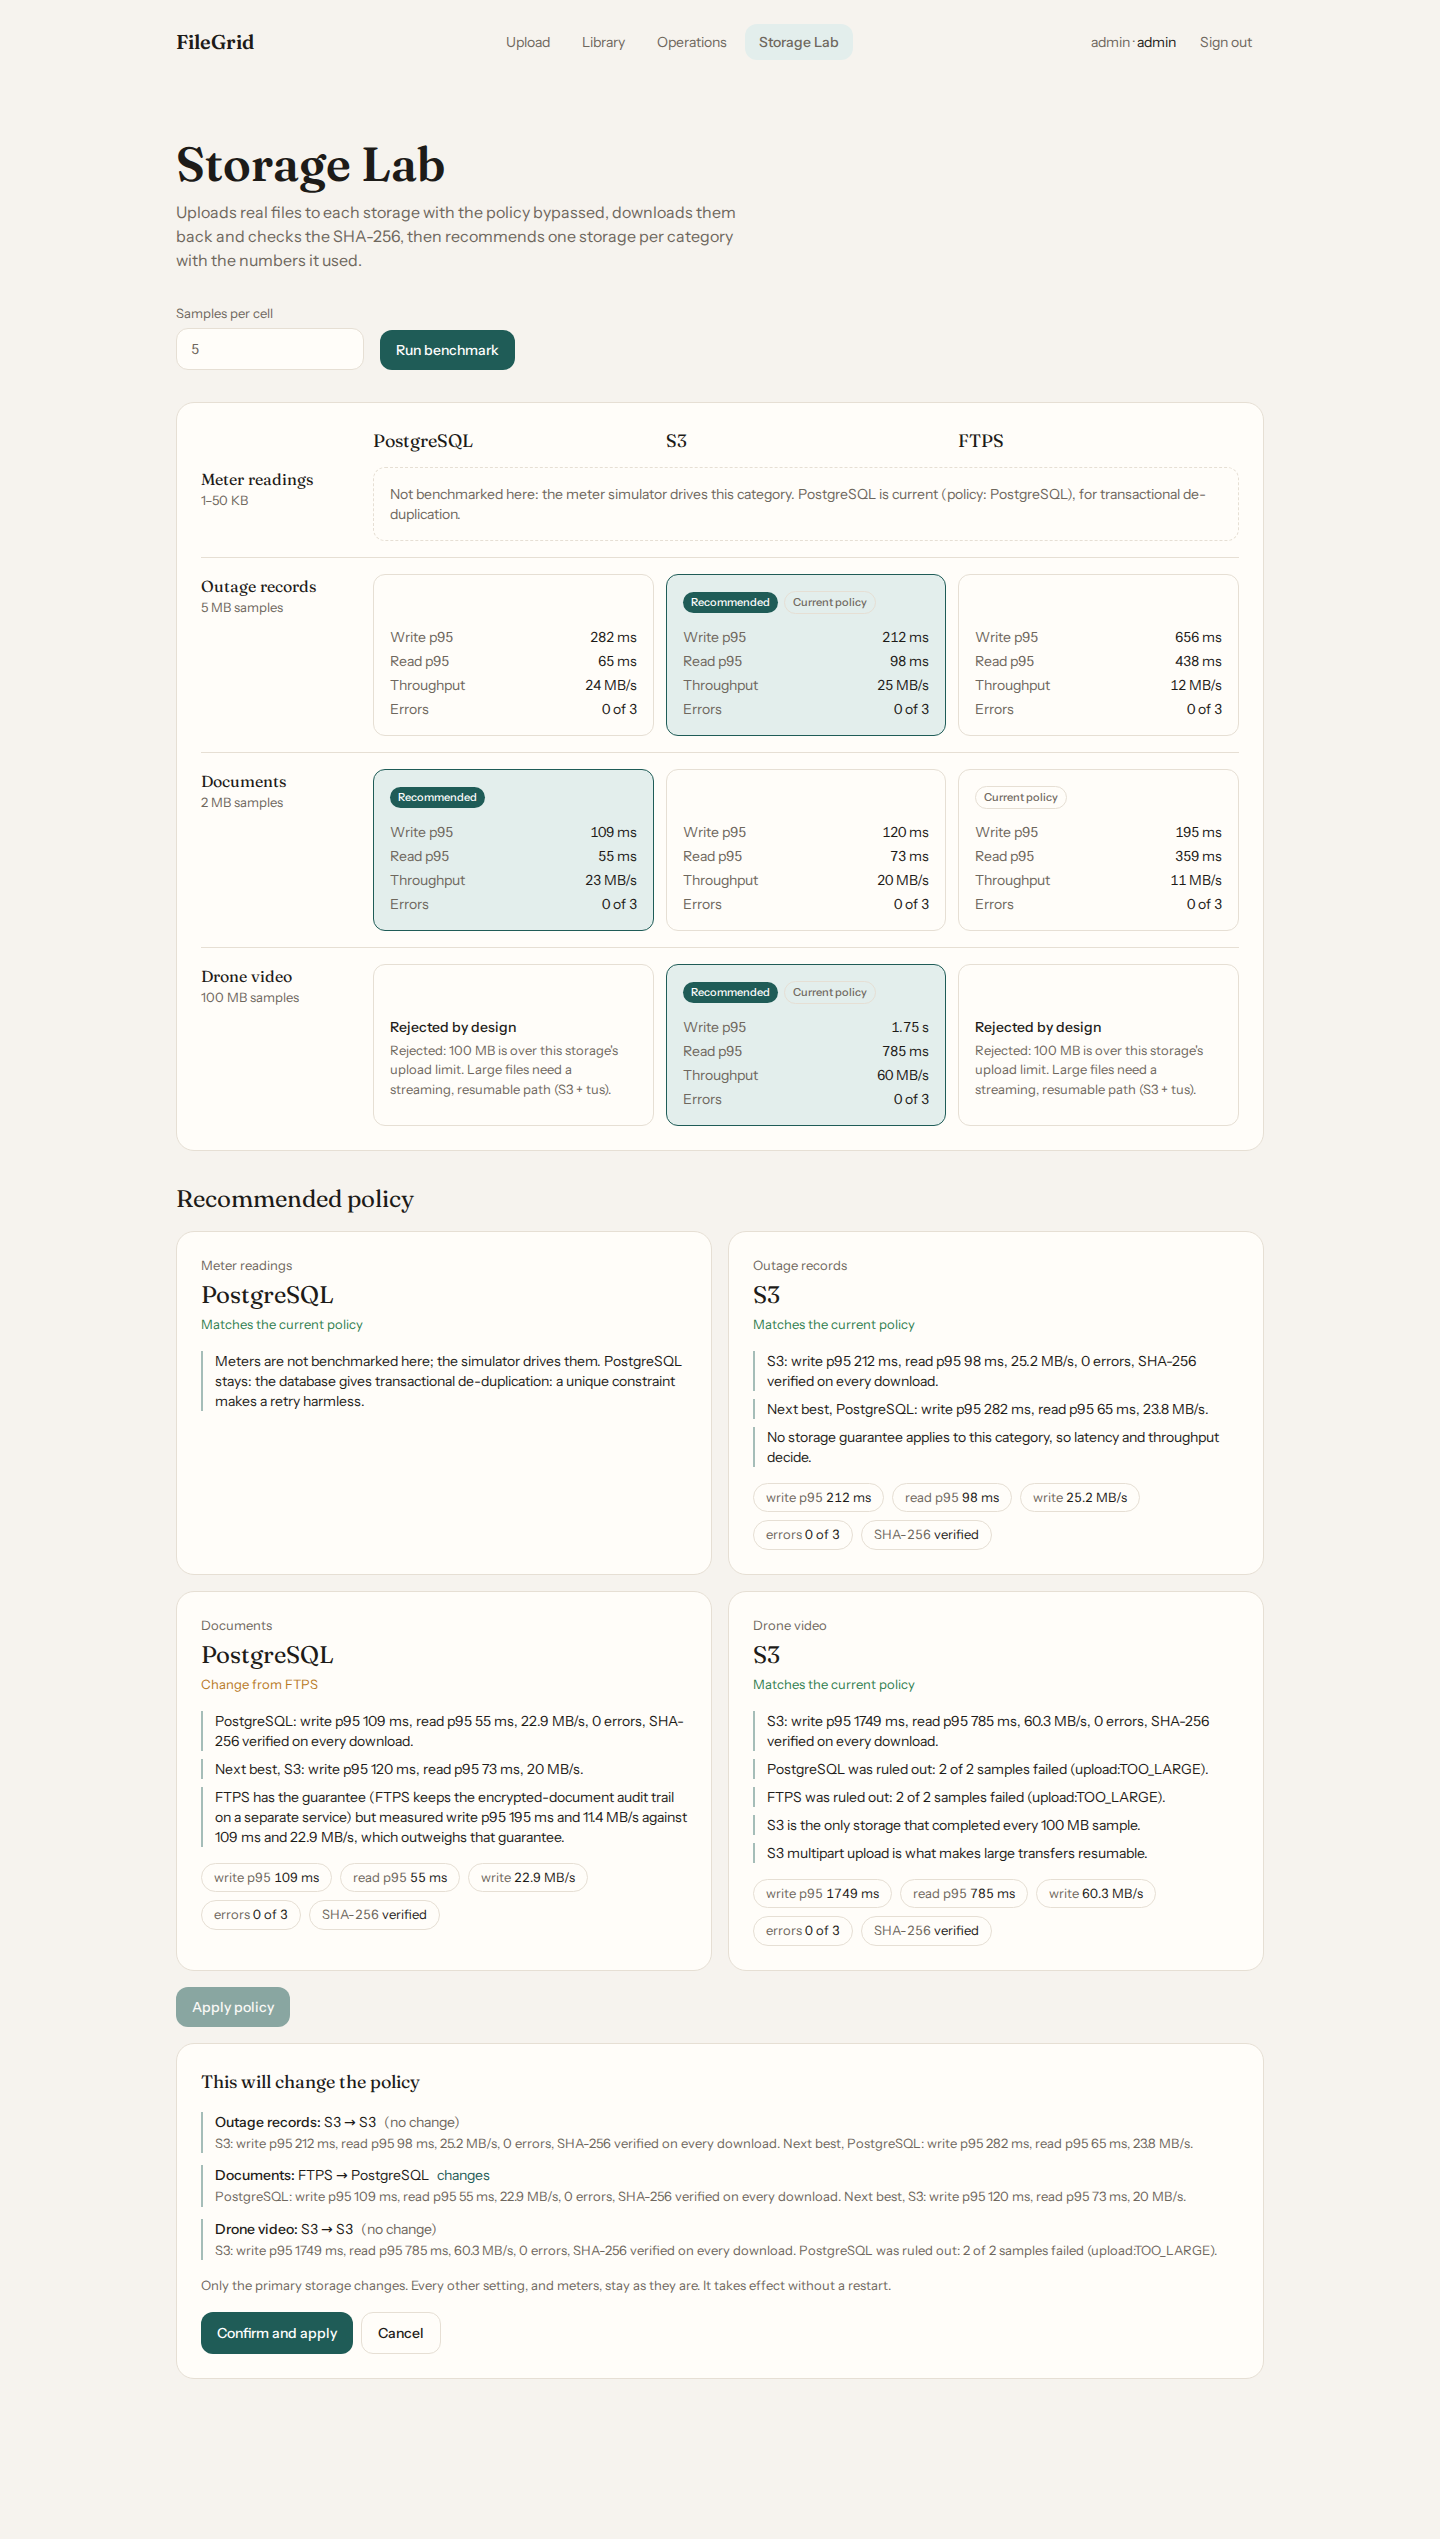 FileGrid
Upload
Library
Operations
Storage Lab
admin · admin
Sign out
Storage Lab
Uploads real files to each storage with the policy bypassed, downloads them
back and checks the SHA-256, then recommends one storage per category
with the numbers it used.
Samples per cell
5
Run benchmark
PostgreSQL
S3
FTPS
Meter readings
1–50 KB
Not benchmarked here: the meter simulator drives this category. PostgreSQL is current (policy: PostgreSQL), for transactional de-
duplication.
Outage records
5 MB samples
Write p95 282 ms
Read p95 65 ms
Throughput 24 MB/s
Errors 0 of 3
Recommended
Current policy
Write p95 212 ms
Read p95 98 ms
Throughput 25 MB/s
Errors 0 of 3
Write p95 656 ms
Read p95 438 ms
Throughput 12 MB/s
Errors 0 of 3
Documents
2 MB samples
Recommended
Write p95 109 ms
Read p95 55 ms
Throughput 23 MB/s
Errors 0 of 3
Write p95 120 ms
Read p95 73 ms
Throughput 20 MB/s
Errors 0 of 3
Current policy
Write p95 195 ms
Read p95 359 ms
Throughput 11 MB/s
Errors 0 of 3
Drone video
100 MB samples
Rejected by design
Rejected: 100 MB is over this storage's
upload limit. Large files need a
streaming, resumable path (S3 + tus).
Recommended
Current policy
Write p95 1.75 s
Read p95 785 ms
Throughput 60 MB/s
Errors 0 of 3
Rejected by design
Rejected: 100 MB is over this storage's
upload limit. Large files need a
streaming, resumable path (S3 + tus).
Recommended policy
Meter readings
PostgreSQL
Matches the current policy
Meters are not benchmarked here; the simulator drives them. PostgreSQL
stays: the database gives transactional de-duplication: a unique constraint
makes a retry harmless.
Outage records
S3
Matches the current policy
S3: write p95 212 ms, read p95 98 ms, 25.2 MB/s, 0 errors, SHA-256
verified on every download.
Next best, PostgreSQL: write p95 282 ms, read p95 65 ms, 23.8 MB/s.
No storage guarantee applies to this category, so latency and throughput
decide.
write p95 212 ms
read p95 98 ms
write 25.2 MB/s
errors 0 of 3
SHA-256 verified
Documents
PostgreSQL
Change from FTPS
PostgreSQL: write p95 109 ms, read p95 55 ms, 22.9 MB/s, 0 errors, SHA-
256 verified on every download.
Next best, S3: write p95 120 ms, read p95 73 ms, 20 MB/s.
FTPS has the guarantee (FTPS keeps the encrypted-document audit trail
on a separate service) but measured write p95 195 ms and 11.4 MB/s against
109 ms and 22.9 MB/s, which outweighs that guarantee.
write p95 109 ms
read p95 55 ms
write 22.9 MB/s
errors 0 of 3
SHA-256 verified
Drone video
S3
Matches the current policy
S3: write p95 1749 ms, read p95 785 ms, 60.3 MB/s, 0 errors, SHA-256
verified on every download.
PostgreSQL was ruled out: 2 of 2 samples failed (upload:TOO_LARGE).
FTPS was ruled out: 2 of 2 samples failed (upload:TOO_LARGE).
S3 is the only storage that completed every 100 MB sample.
S3 multipart upload is what makes large transfers resumable.
write p95 1749 ms
read p95 785 ms
write 60.3 MB/s
errors 0 of 3
SHA-256 verified
Apply policy
This will change the policy
Outage records: S3 → S3 (no change)
S3: write p95 212 ms, read p95 98 ms, 25.2 MB/s, 0 errors, SHA-256 verified on every download. Next best, PostgreSQL: write p95 282 ms, read p95 65 ms, 23.8 MB/s.
Documents: FTPS → PostgreSQL changes
PostgreSQL: write p95 109 ms, read p95 55 ms, 22.9 MB/s, 0 errors, SHA-256 verified on every download. Next best, S3: write p95 120 ms, read p95 73 ms, 20 MB/s.
Drone video: S3 → S3 (no change)
S3: write p95 1749 ms, read p95 785 ms, 60.3 MB/s, 0 errors, SHA-256 verified on every download. PostgreSQL was ruled out: 2 of 2 samples failed (upload:TOO_LARGE).
Only the primary storage changes. Every other setting, and meters, stay as they are. It takes effect without a restart.
Confirm and apply
Cancel